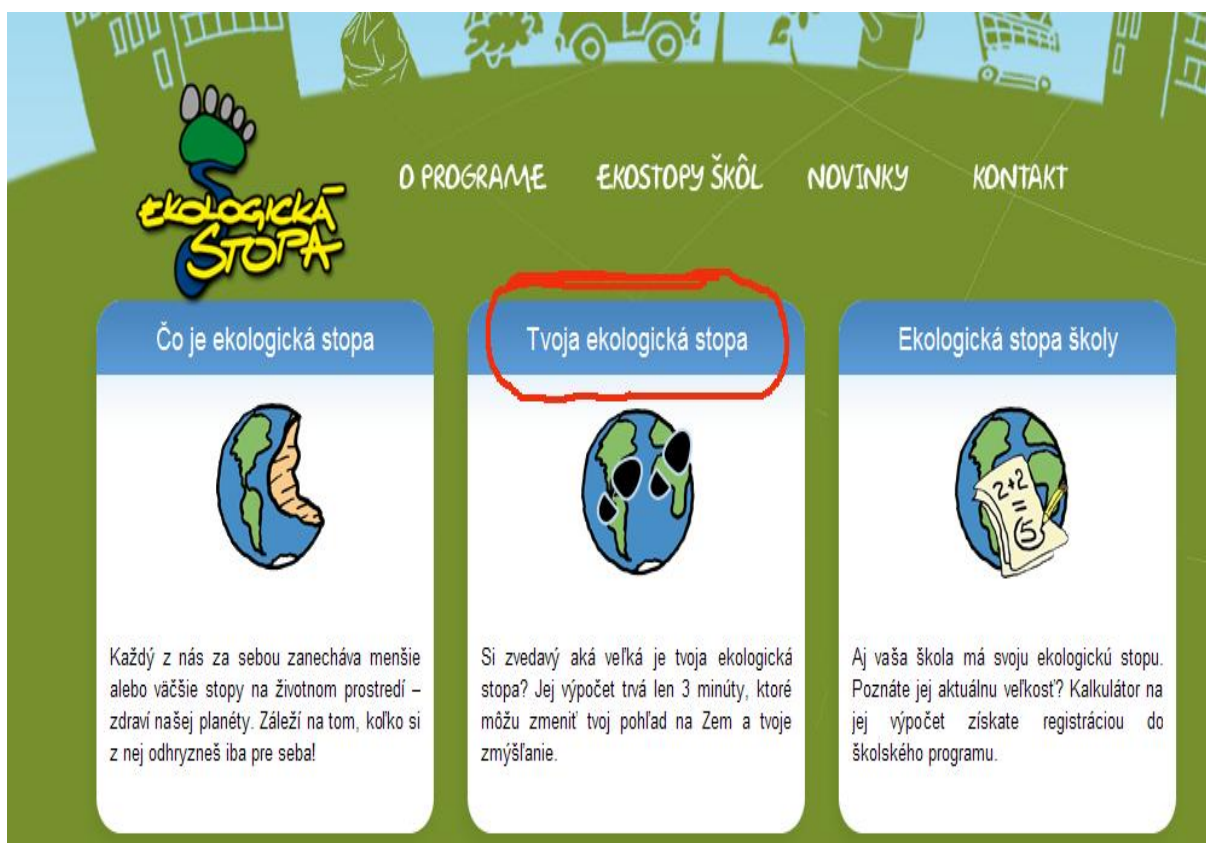 EKOLOGICKÁ
STOPA
O PROGRAME
EKOSTOPY ŠKÔL
NOVINKY
KONTAKT
Čo je ekologická stopa
Každý z nás za sebou zanecháva menšie
alebo väčšie stopy na životnom prostredí –
zdraví našej planéty. Záleží na tom, koľko si
z nej odhryzneš iba pre seba!
Tvoja ekologická stopa
Si zvedavý aká veľká je tvoja ekologická
stopa? Jej výpočet trvá len 3 minúty, ktoré
môžu zmeniť tvoj pohľad na Zem a tvoje
zmýšľanie.
Ekologická stopa školy
2+2
=
5
Aj vaša škola má svoju ekologickú stopu.
Poznáte jej aktuálnu veľkosť? Kalkulátor na
jej výpočet získate registráciou do
školského programu.